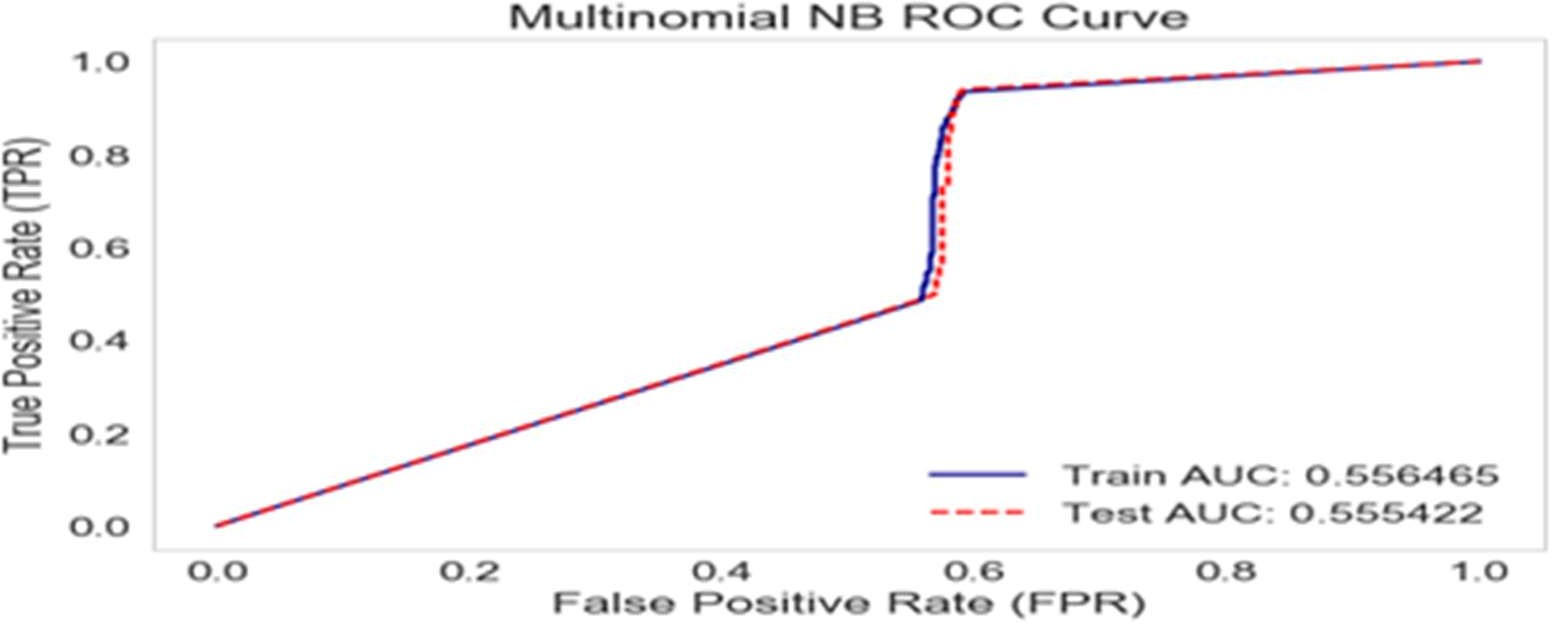 Multinomial NB ROC Curve
True Positive Rate (TPR)
1.0
0.8
0.6
0.4
0.2
0.0
Train AUC: 0.556465
Test AUC: 0.555422
0.0 0.2 0.4 0.6 0.8 1.0
False Positive Rate (FPR)